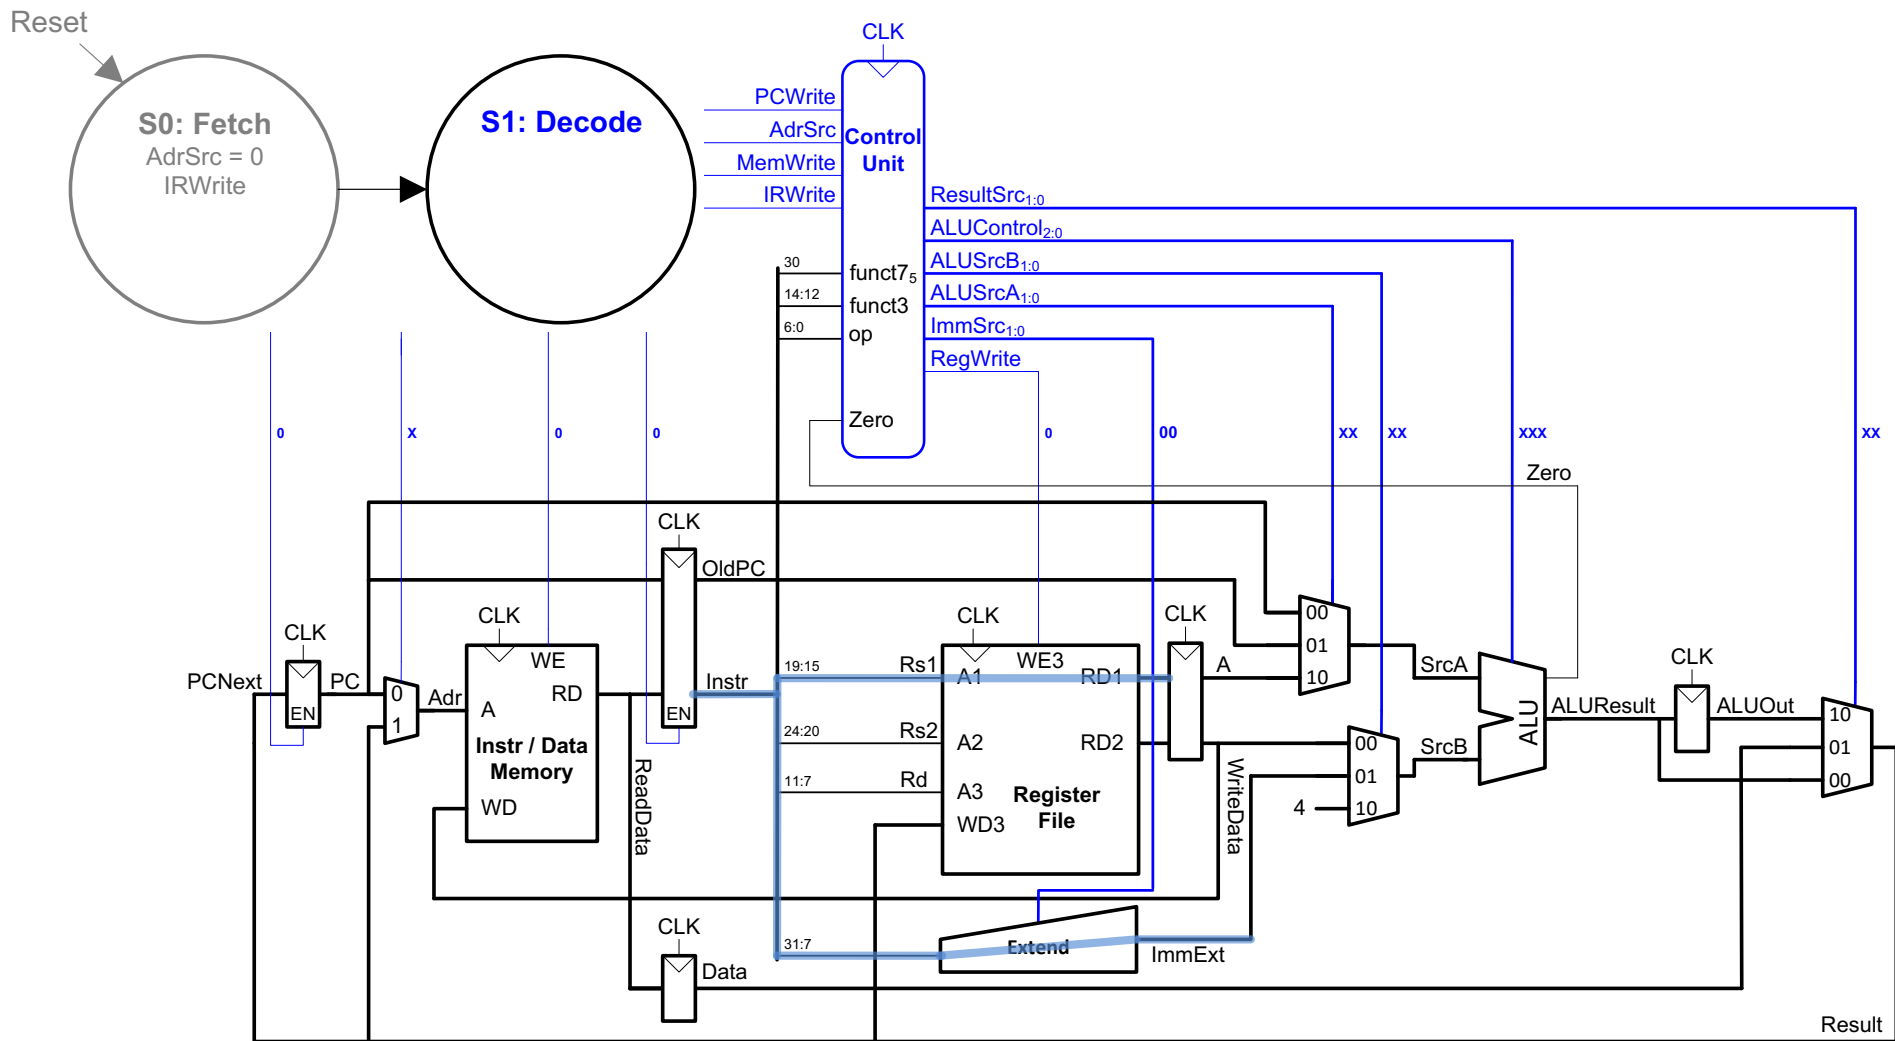 Reset
S0: Fetch
AdrSrc = 0
IRWrite
S1: Decode
CLK
PCWrite
AdrSrc
MemWrite
IRWrite
Control
Unit
ResultSrc1:0
ALUControl2:0
ALUSrcB1:0
ALUSrcA1:0
ImmSrc1:0
RegWrite
30
funct75
14:12
funct3
6:0
op
Zero
0
X
0
0
0
00
XX
XX
XXX
XX
Zero
CLK
OldPC
CLK
CLK
CLK
CLK
CLK
PCNext
PC
EN
0
1
Adr
WE
A
RD
Instr / Data
Memory
WD
EN
Instr
ReadData
19:15
Rs1
A1
WE3
RD1
24:20
Rs2
A2
RD2
11:7
Rd
A3
WD3
Register
File
A
WriteData
00
01
10
SrcA
00
01
10
4
SrcB
ALU
ALUResult
ALUOut
10
01
00
31:7
Extend
ImmExt
CLK
Data
Result